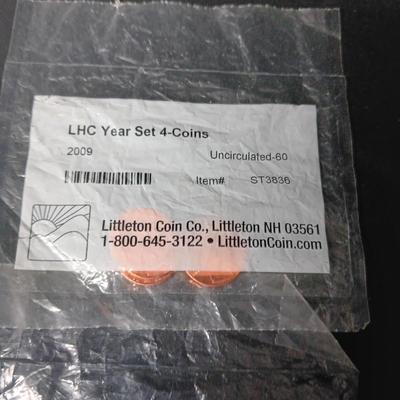 LHC Year Set 4-Coins
2009 Uncirculated-60
Item# ST3836
Littleton Coin Co., Littleton NH 03561
1-800-645-3122 • LittletonCoin.com